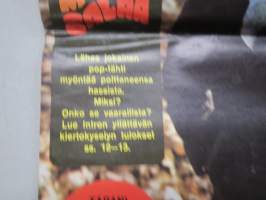 Lähes jokainen
pop-tähti
myöntää polttaneensa
hassista.
Miksi?
Onko se vaarallista?
Lue Intron yllättävän
kiertokyselyn tulokset
ss. 12—13.